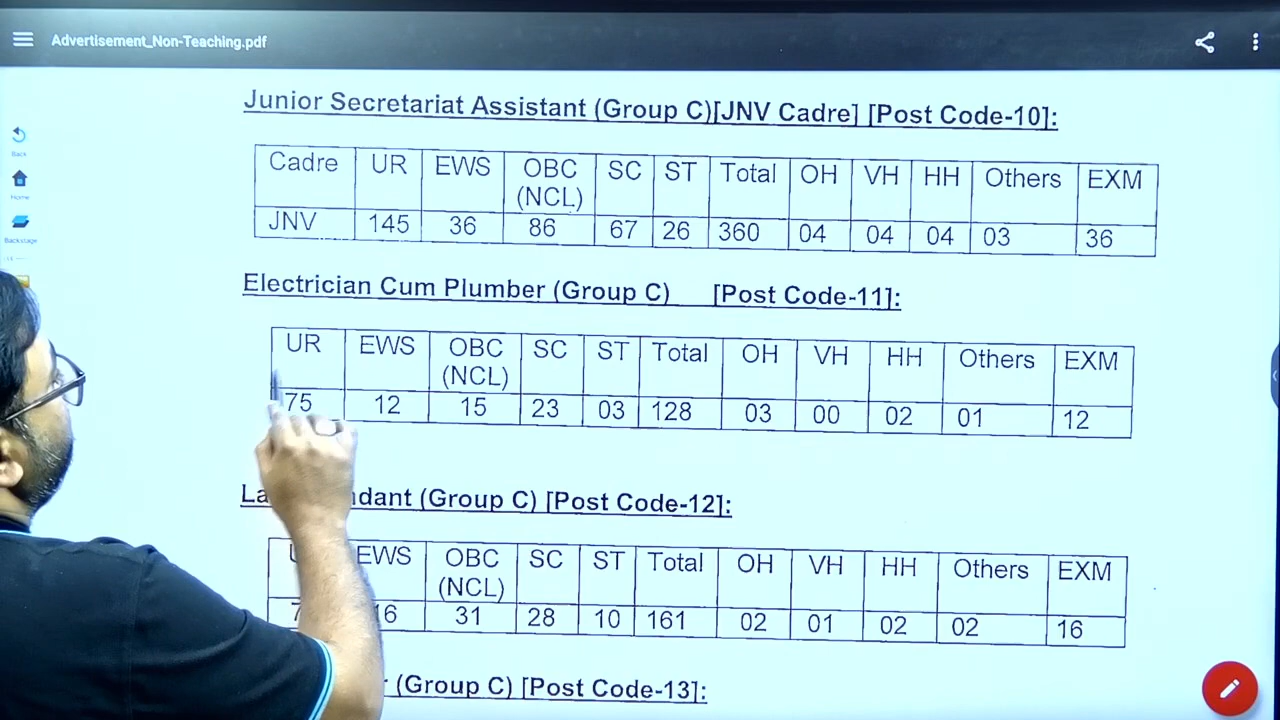 Advertisement_Non-Teaching.pdf
Back
Home
Backstage
Junior Secretariat Assistant (Group C)[JNV Cadre] [Post Code-10]:
Cadre UR EWS OBC (NCL) SC ST Total OH VH HH Others EXM
JNV 145 36 86 67 26 360 04 04 04 03 36
Electrician Cum Plumber (Group C) [Post Code-11]:
UR EWS OBC (NCL) SC ST Total OH VH HH Others EXM
75 12 15 23 03 128 03 00 02 01 12
(Group C) [Post Code-12]:
EWS OBC (NCL) SC ST Total OH VH HH Others EXM
31 28 10 161 02 01 02 02 16
(Group C) [Post Code-13]: